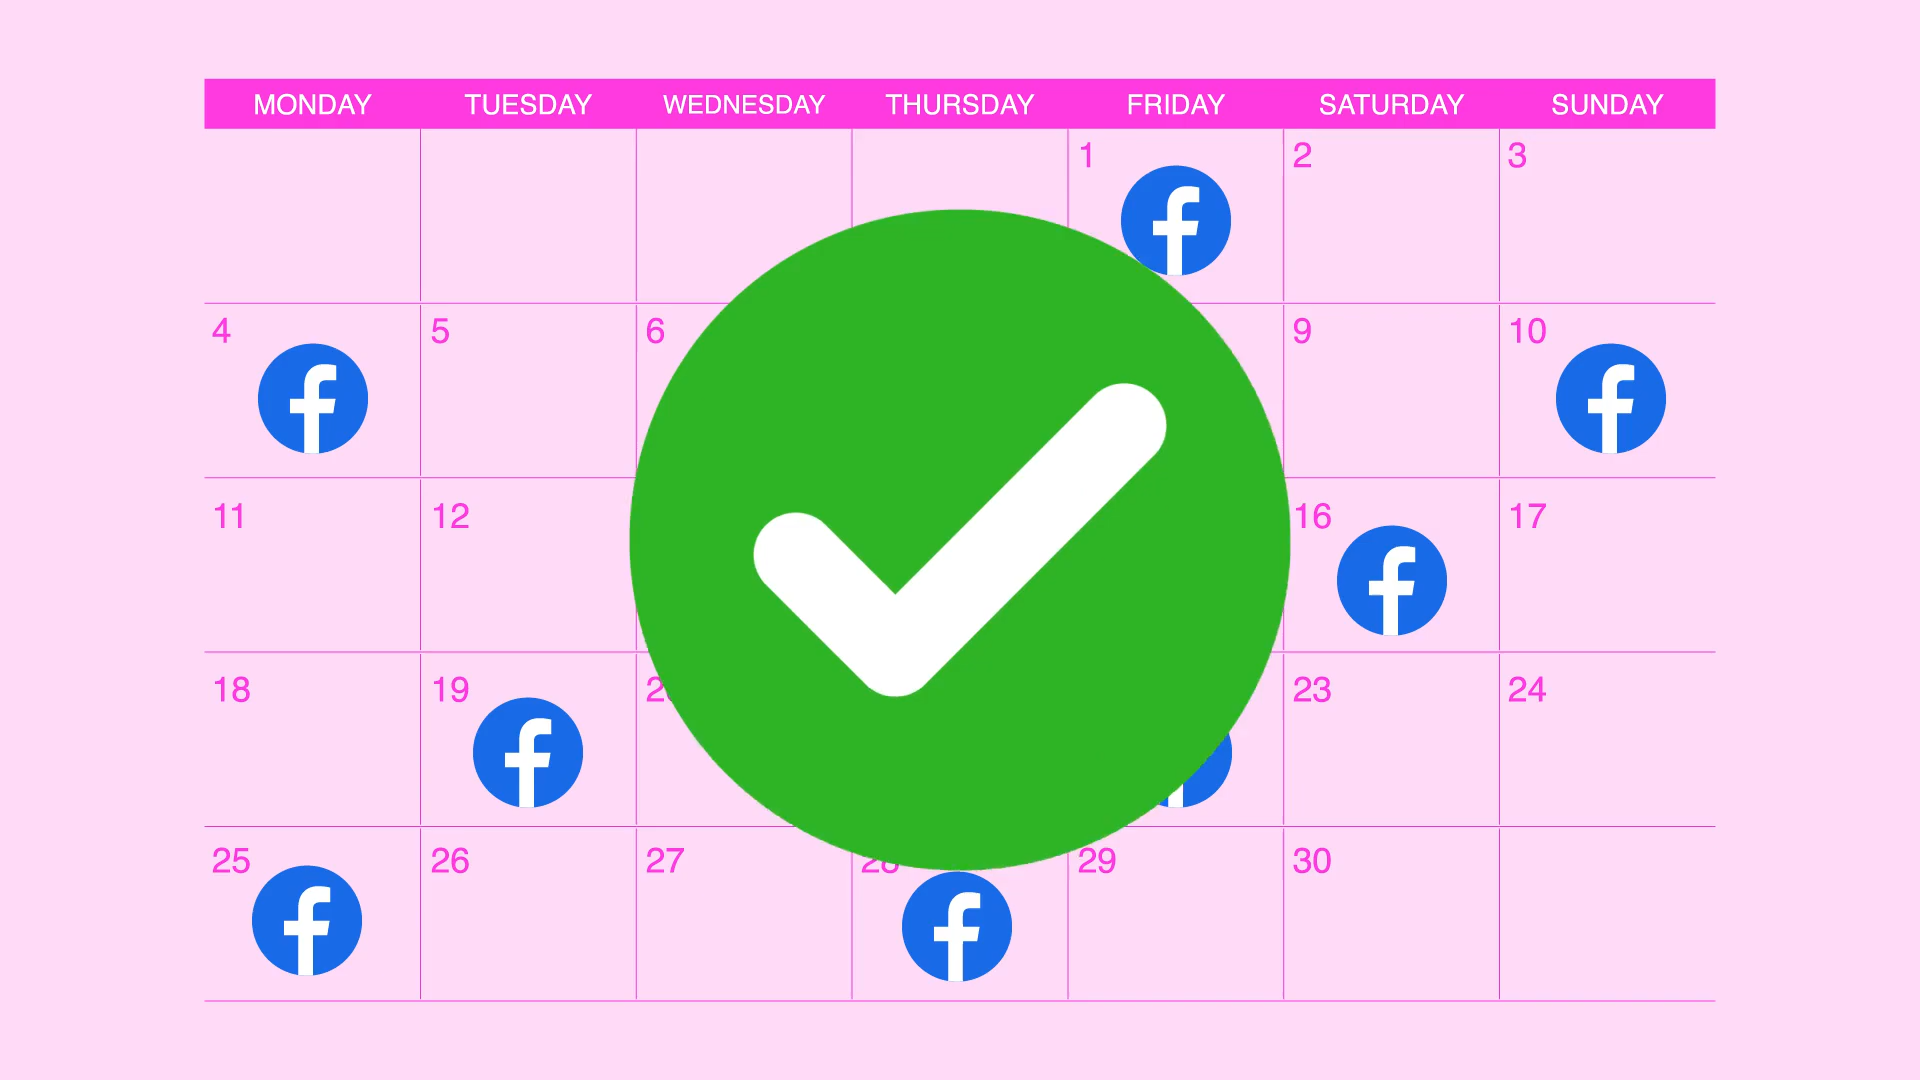 MONDAY TUESDAY WEDNESDAY THURSDAY FRIDAY SATURDAY SUNDAY
1 2 3
4 5 6 9 10
11 12 16 17
18 19 23 24
25 26 27 28 29 30